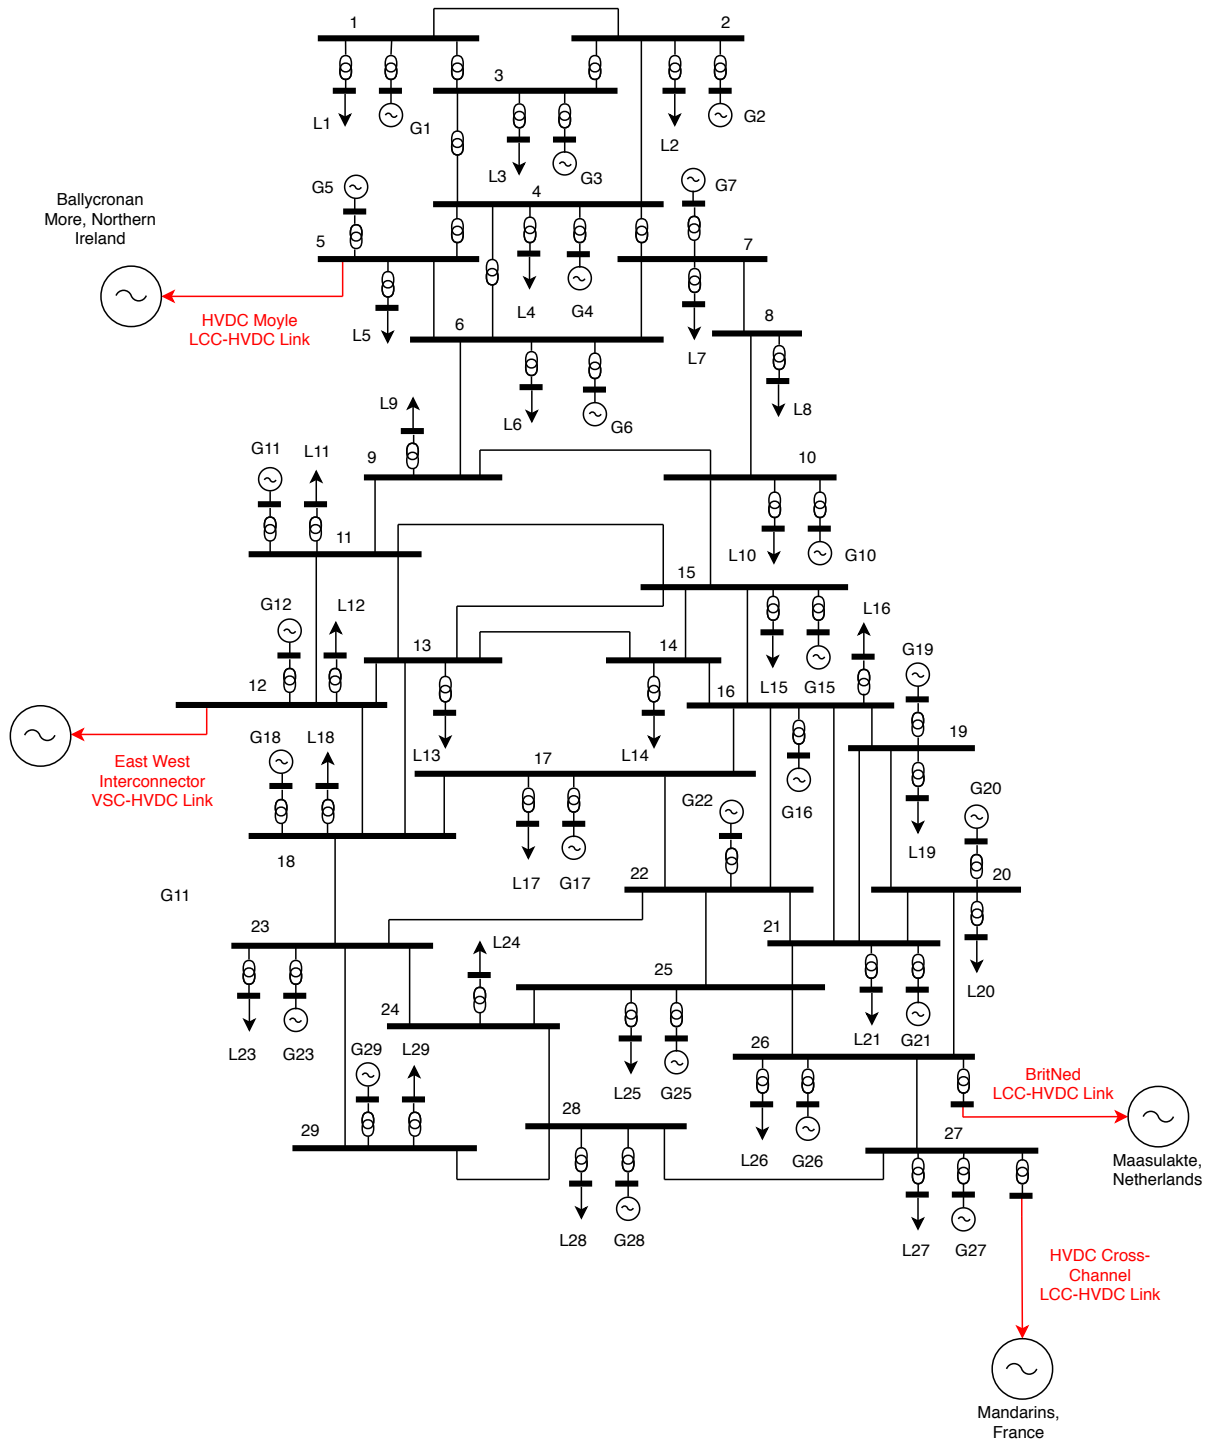 1
2
3
L1
G1
L2
G2
L3
G3
G5
4
G7
Ballycronan
More, Northern
Ireland
5
7
HVDC Moyle
LCC-HVDC Link
L5
6
L4
G4
8
L7
L9
L6
G6
L8
G11
L11
9
10
11
L10
G10
15
G12
L12
L16
13
14
G19
12
16
L15
G15
G18
L18
L13
L14
19
East West
Interconnector
VSC-HVDC Link
17
G22
G16
G20
L19
18
L17
G17
22
20
G11
23
L24
21
25
L20
24
L23
G23
G29
L29
L21
G21
26
L25
G25
BritNed
LCC-HVDC Link
28
29
27
L26
G26
Maasulakte,
Netherlands
L28
G28
L27
G27
HVDC Cross-
Channel
LCC-HVDC Link
Mandarins,
France